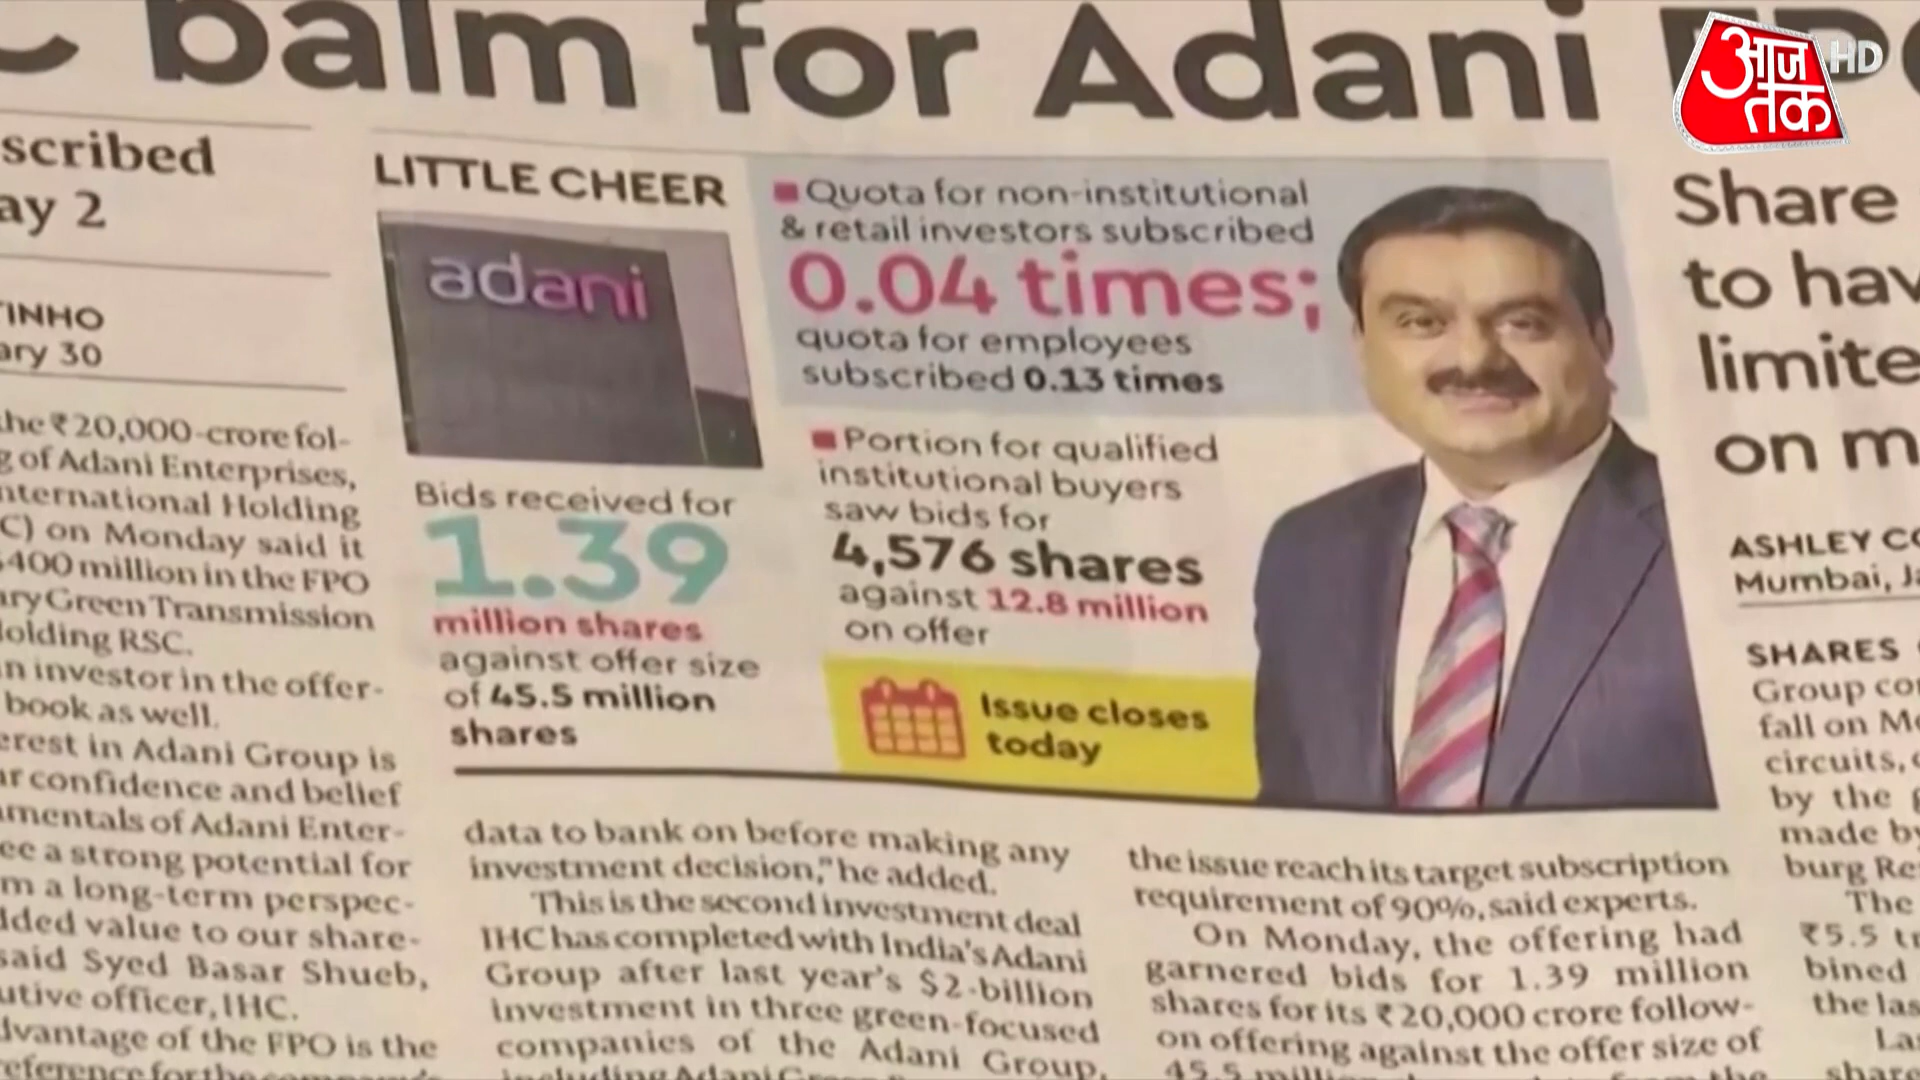 balm for Adani
आज तक
HD
scribed
ay 2
INHO
ary 30
the ₹20,000-crore fol-
g of Adani Enterprises,
nternational Holding
C) on Monday said it
400 million in the FPO
ary Green Transmission
Holding RSC.
n investor in the offer-
book as well.
erest in Adani Group is
ar confidence and belief
amentals of Adani Enter-
ee a strong potential for
m a long-term perspec-
dded value to our share-
said Syed Basar Shueb,
utive officer, IHC.
dvantage of the FPO is the
LITTLE CHEER
adani
Bids received for
1.39
million shares
against offer size
of 45.5 million
shares
Quota for non-institutional
& retail investors subscribed
0.04 times;
quota for employees
subscribed 0.13 times
Portion for qualified
institutional buyers
saw bids for
4,576 shares
against 12.8 million
on offer
Issue closes
today
data to bank on before making any
investment decision," he added.
This is the second investment deal
IHC has completed with India's Adani
Group after last year's $2-billion
investment in three green-focused
companies of the Adani Group,
the issue reach its target subscription
requirement of 90%, said experts.
On Monday, the offering had
garnered bids for 1.39 million
shares for its ₹20,000 crore follow-
on offering against the offer size of
Share
to hav
limite
on m
ASHLEY CO
Mumbai, Ja
SHARES
Group co
fall on Mo
circuits,
by the g
made by
burg Re
The
₹5.5 tr
bined
the las
La
share